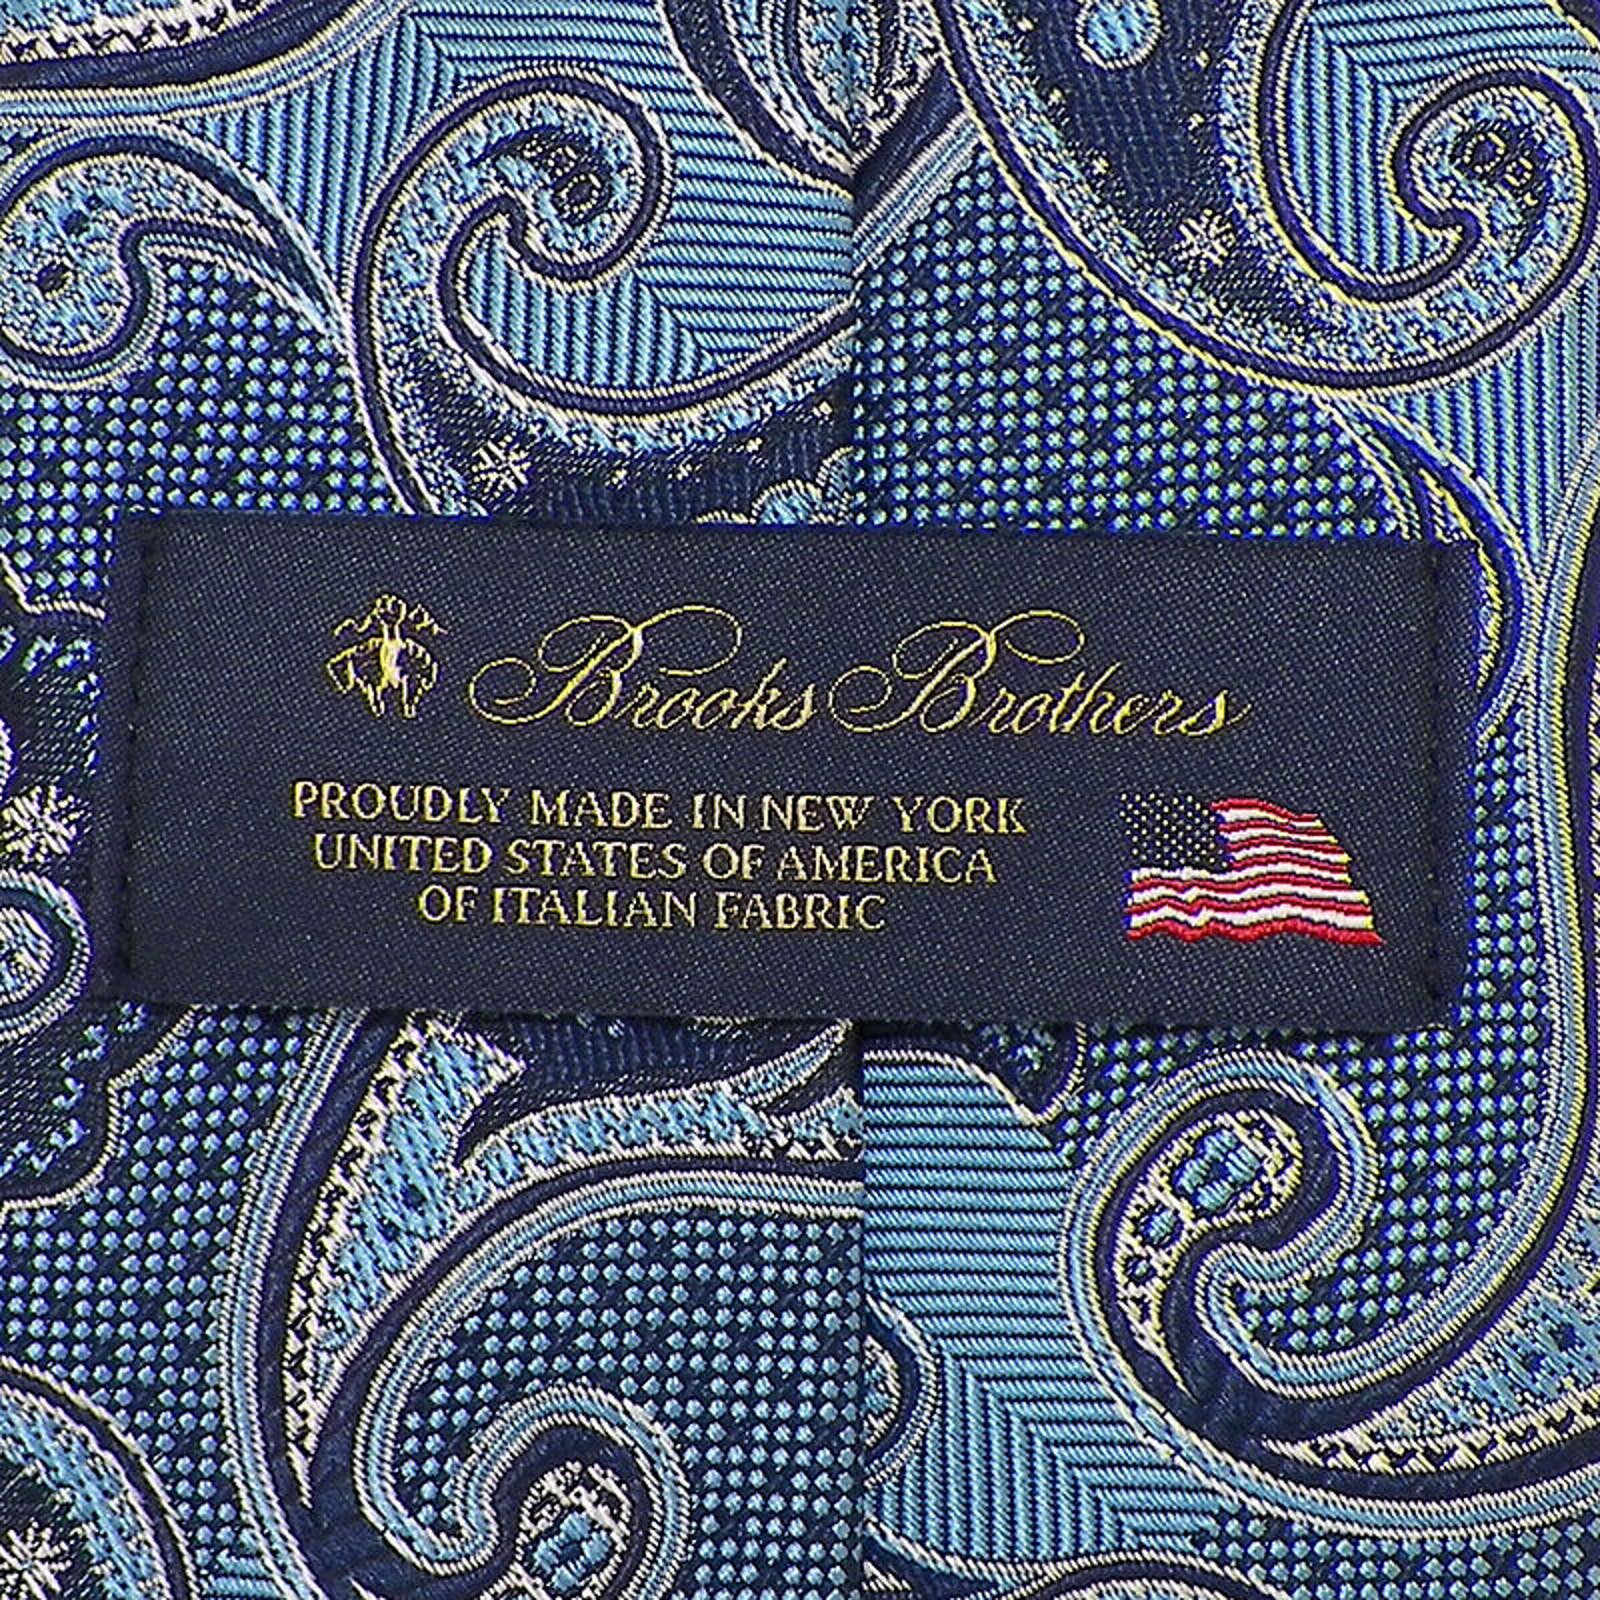 Brooks Brothers
PROUDLY MADE IN NEW YORK
UNITED STATES OF AMERICA
OF ITALIAN FABRIC